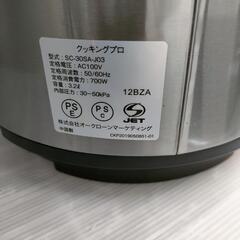 クッキングプロ
型式：SC-30SA-J03
定格電圧：AC100V
定格周波数：50/60Hz
定格消費電力：700W
内部圧力：30~50kPa
容量：3.2ℓ
12BZA
PS
E
PS
C
S
JET
株式会社オークローンマーケティング
中国製
CKP2019050801-01